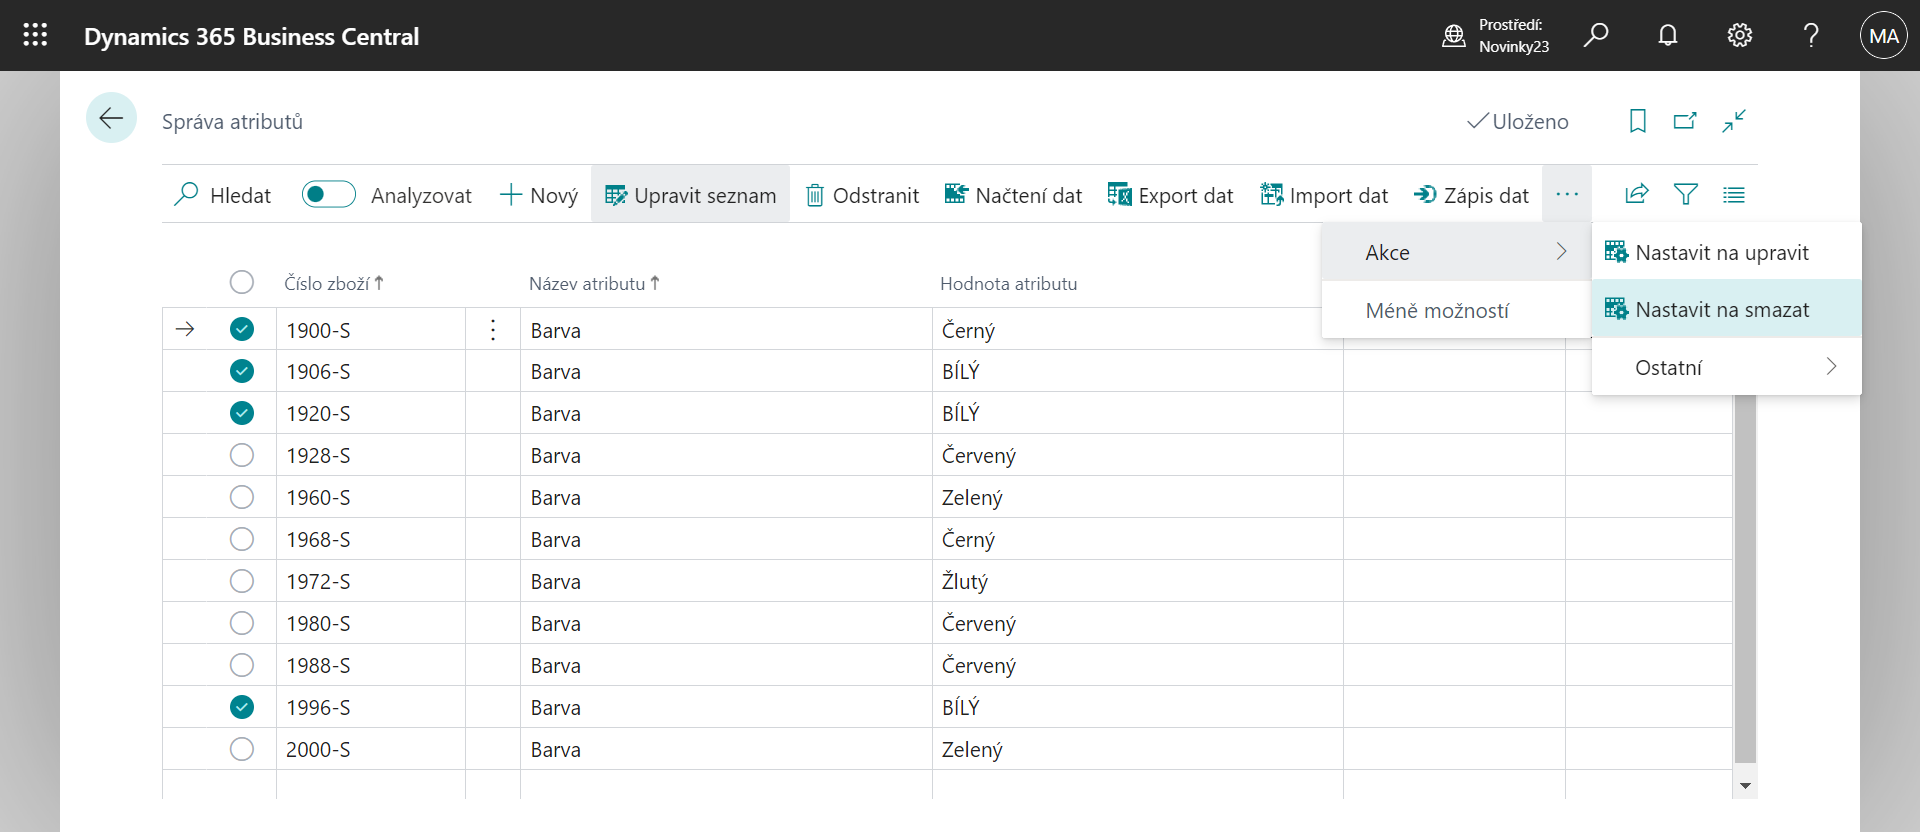 Dynamics 365 Business Central
Prostředí:
Novinky23
MA
Správa atributů
Uloženo
Hledat
Analyzovat
Nový
Upravit seznam
Odstranit
Načtení dat
Export dat
Import dat
Zápis dat
Akce
Méně možností
Nastavit na upravit
Nastavit na smazat
Ostatní
Číslo zboží ↑ Název atributu ↑ Hodnota atributu
1900-S Barva Černý
1906-S Barva BÍLÝ
1920-S Barva BÍLÝ
1928-S Barva Červený
1960-S Barva Zelený
1968-S Barva Černý
1972-S Barva Žlutý
1980-S Barva Červený
1988-S Barva Červený
1996-S Barva BÍLÝ
2000-S Barva Zelený